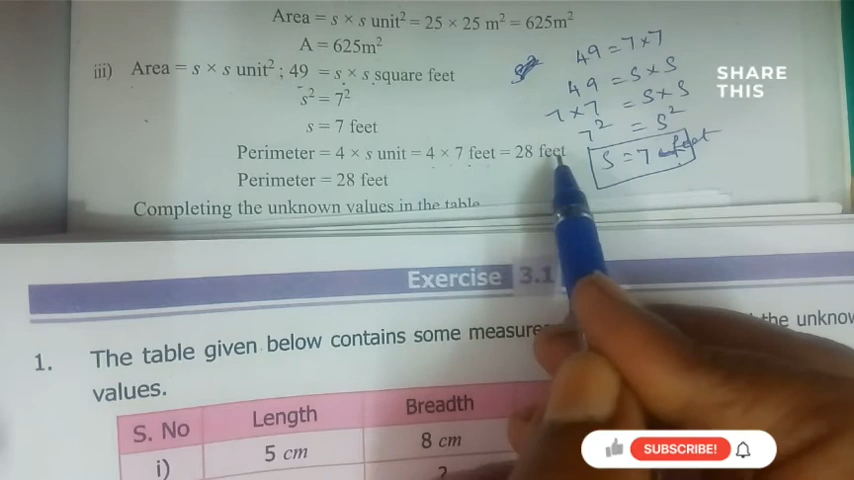 Area = s × s unit² = 25 × 25 m² = 625m²
A = 625m²
iii) Area = s × s unit² ; 49 = s × s square feet
s² = 7²
s = 7 feet
Perimeter = 4 × s unit = 4 × 7 feet = 28 feet
Perimeter = 28 feet
Completing the unknown values in the table
49 = 7×7
49 = S×S
7×7 = S×S
7² = S²
S = 7 feet
SHARE
THIS
Exercise 3.1
1. The table given below contains some measure the unknow
values.
S. No Length Breadth
i) 5 cm 8 cm
?
SUBSCRIBE!